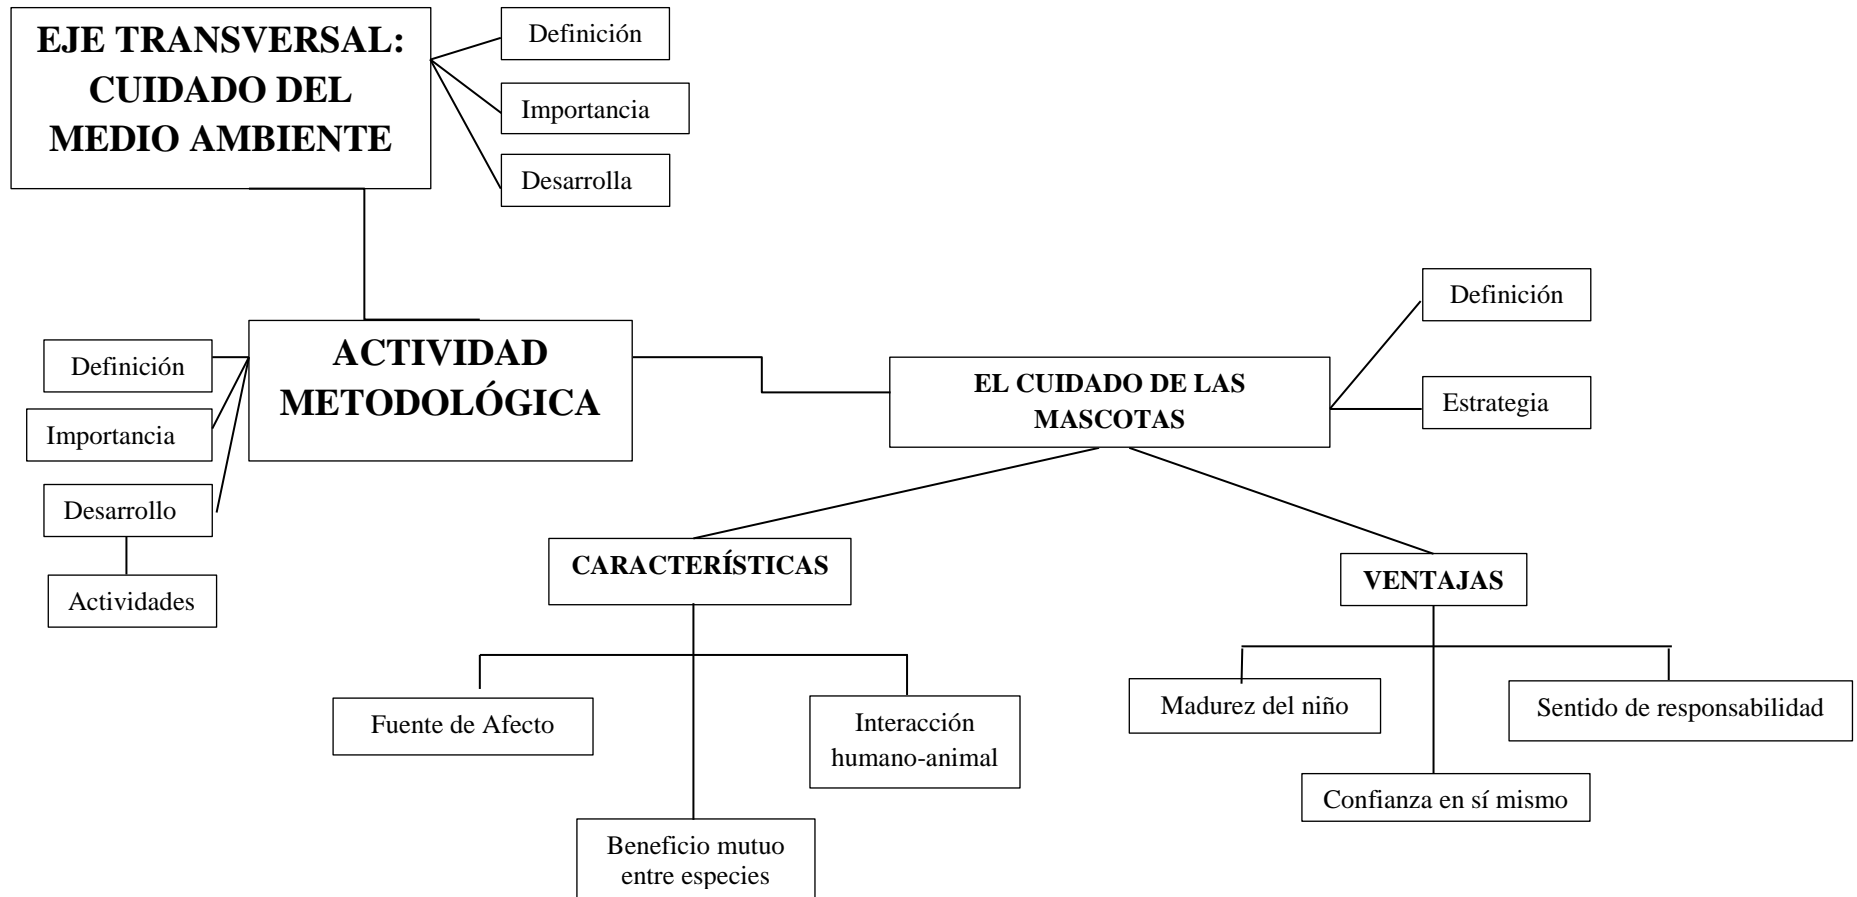 EJE TRANSVERSAL:
CUIDADO DEL
MEDIO AMBIENTE
Definición
Importancia
Desarrolla
ACTIVIDAD
METODOLÓGICA
Definición
Importancia
Desarrollo
Actividades
EL CUIDADO DE LAS
MASCOTAS
Definición
Estrategia
CARACTERÍSTICAS
Fuente de Afecto
Interacción
humano-animal
Beneficio mutuo
entre especies
VENTAJAS
Madurez del niño
Sentido de responsabilidad
Confianza en sí mismo